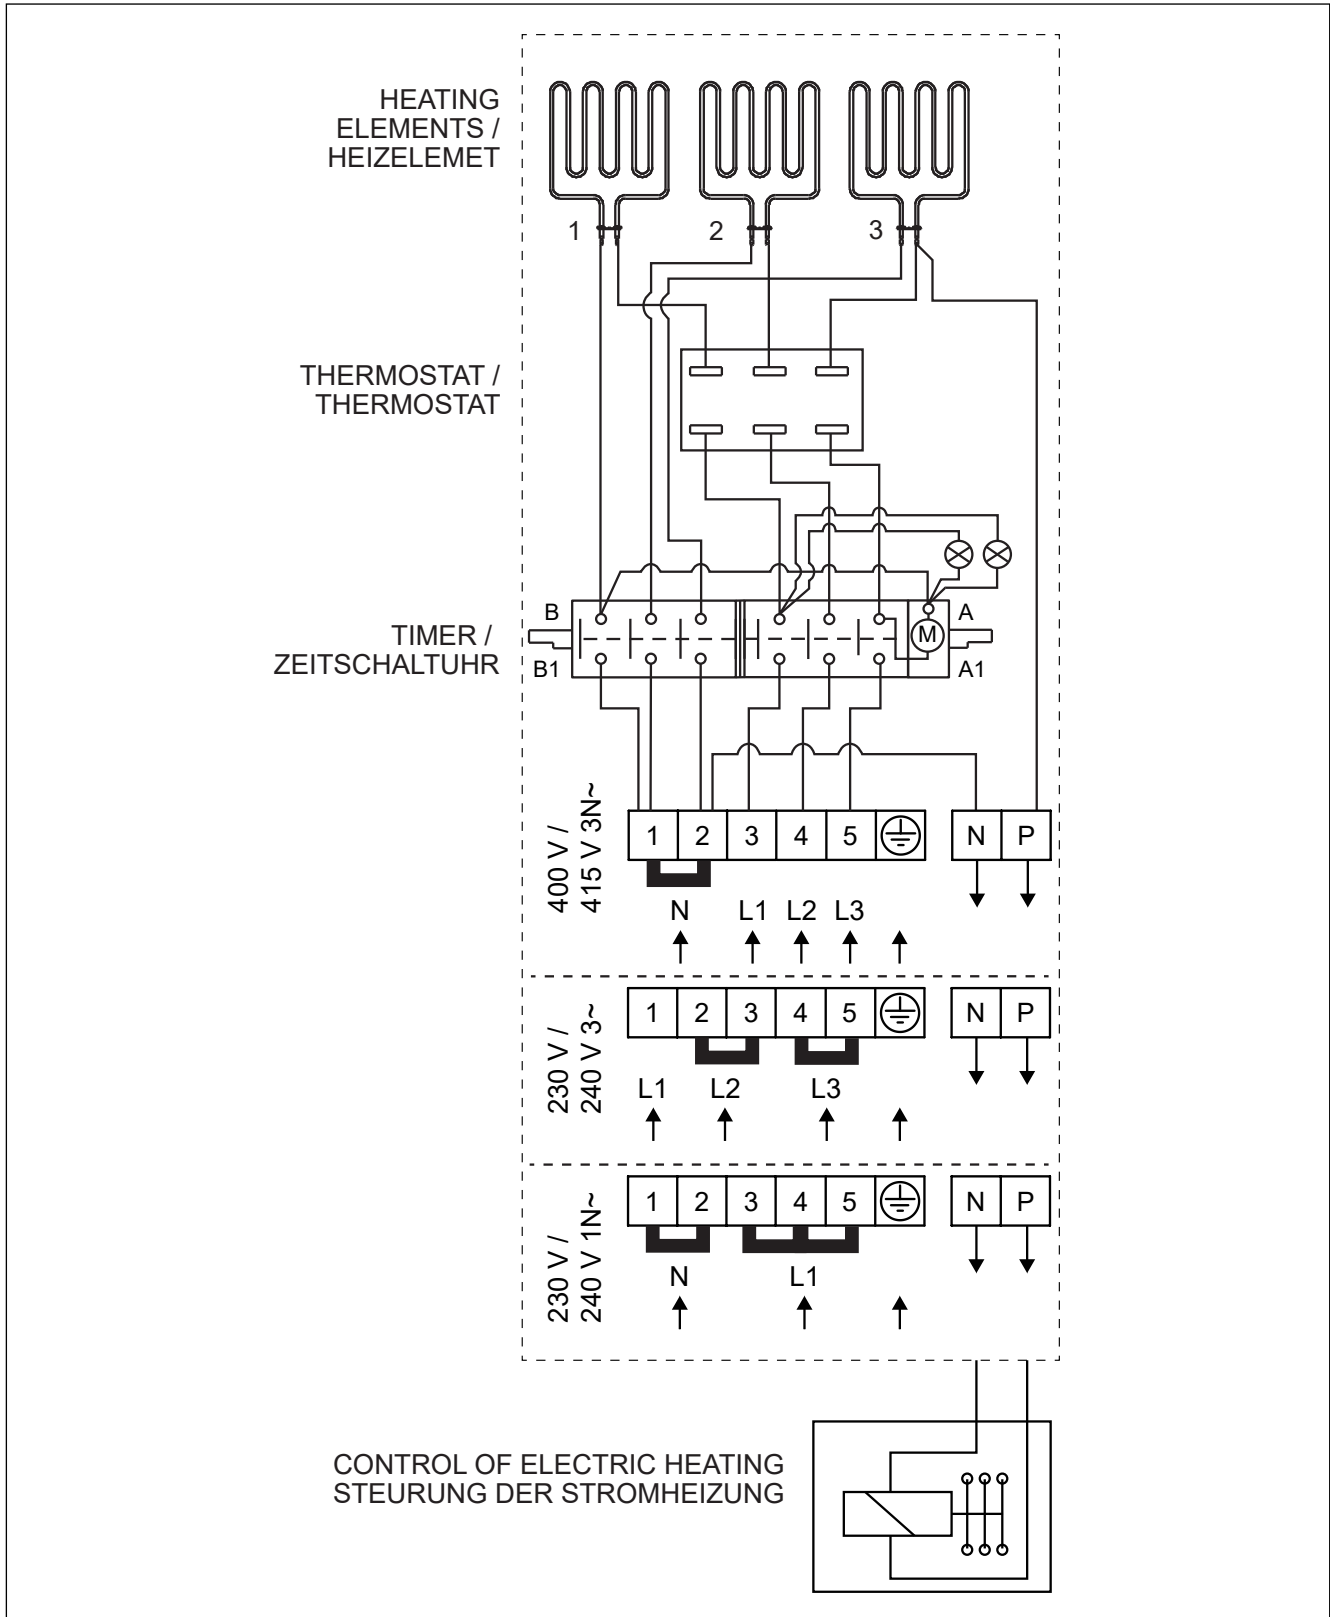 HEATING
ELEMENTS /
HEIZELEMET
1 2 3
THERMOSTAT /
THERMOSTAT
B A
M
TIMER /
ZEITSCHALTUHR
B1 A1
400 V /
415 V 3N~
1 2 3 4 5 N P
N L1 L2 L3
230 V /
240 V 3~
1 2 3 4 5 N P
L1 L2 L3
230 V /
240 V 1N~
1 2 3 4 5 N P
N L1
CONTROL OF ELECTRIC HEATING
STEURUNG DER STROMHEIZUNG